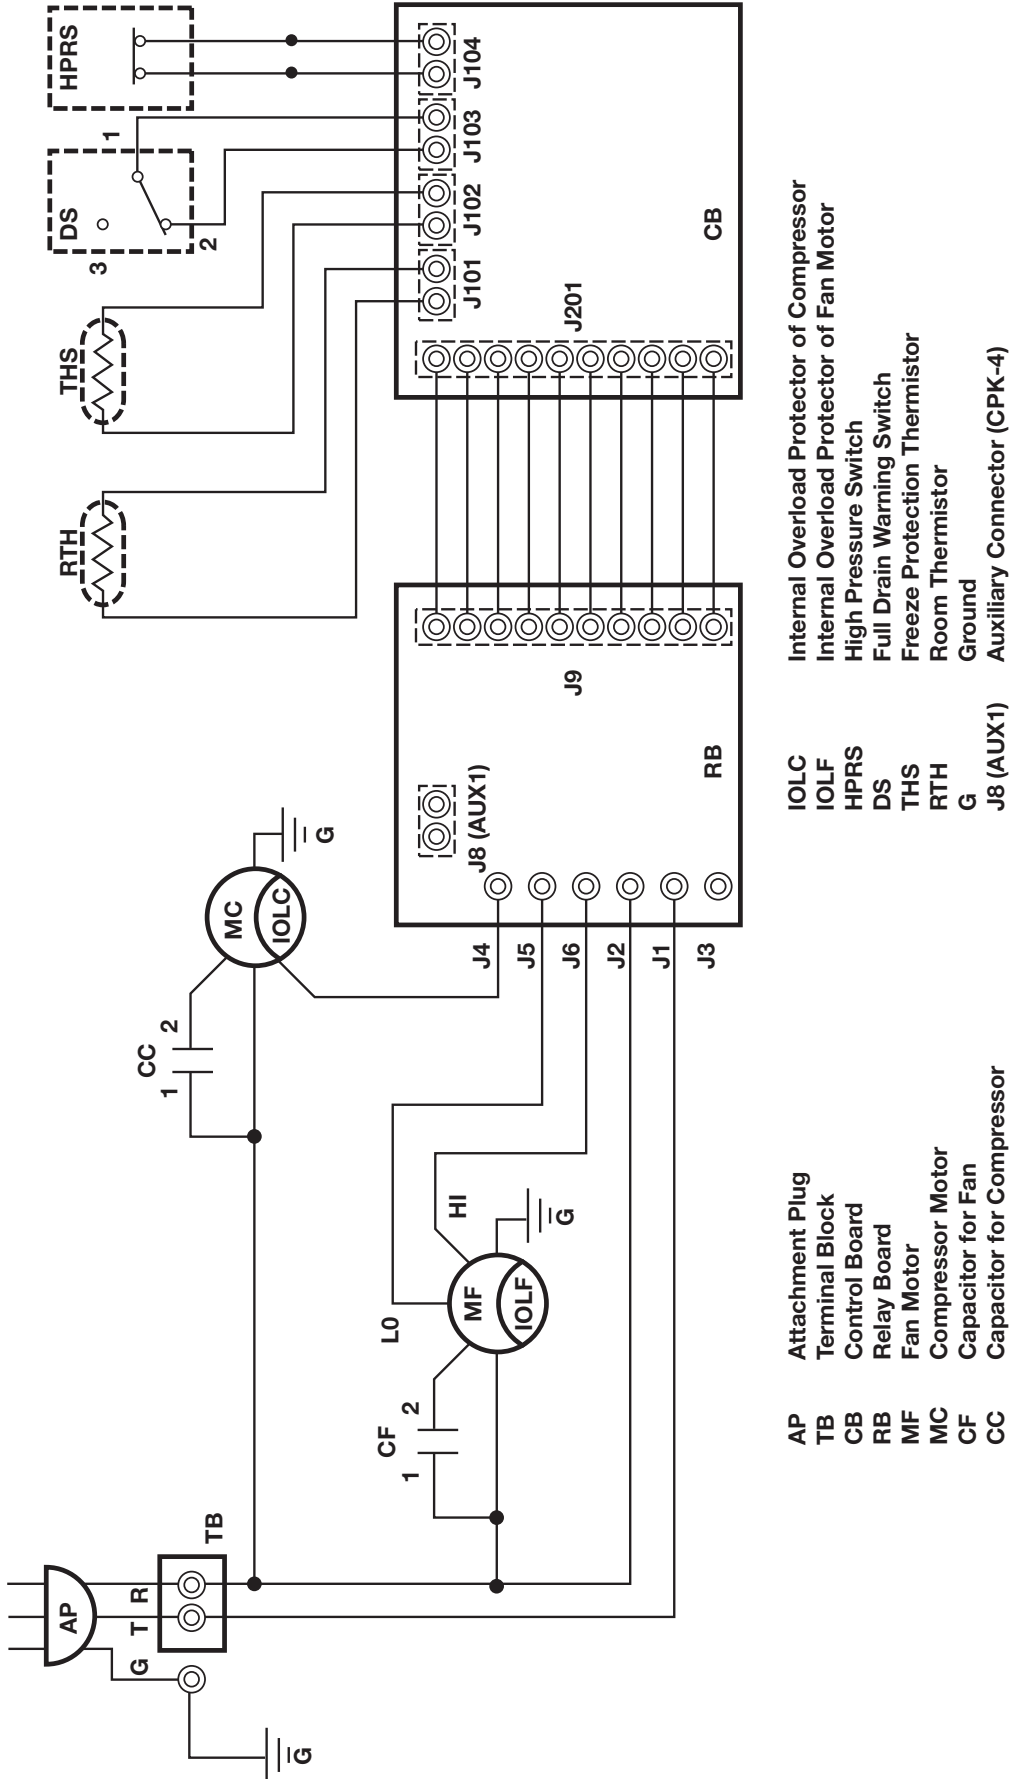 HPRS
DS
1
2
3
THS
RTH
J104
J103
J102
J101
J201
CB
J9
J8 (AUX1)
RB
J4
J5
J6
J2
J1
J3
MC
IOLC
G
CC
1
2
HI
L0
MF
IOLF
G
CF
1
2
AP
R
T
G
TB
G
AP Attachment Plug
TB Terminal Block
CB Control Board
RB Relay Board
MF Fan Motor
MC Compressor Motor
CF Capacitor for Fan
CC Capacitor for Compressor
IOLC Internal Overload Protector of Compressor
IOLF Internal Overload Protector of Fan Motor
HPRS High Pressure Switch
DS Full Drain Warning Switch
THS Freeze Protection Thermistor
RTH Room Thermistor
G Ground
J8 (AUX1) Auxiliary Connector (CPK-4)